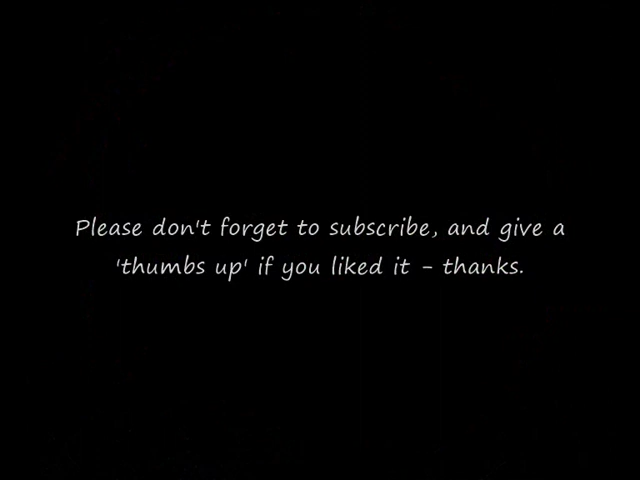 Please don't forget to subscribe, and give a
'thumbs up' if you liked it - thanks.